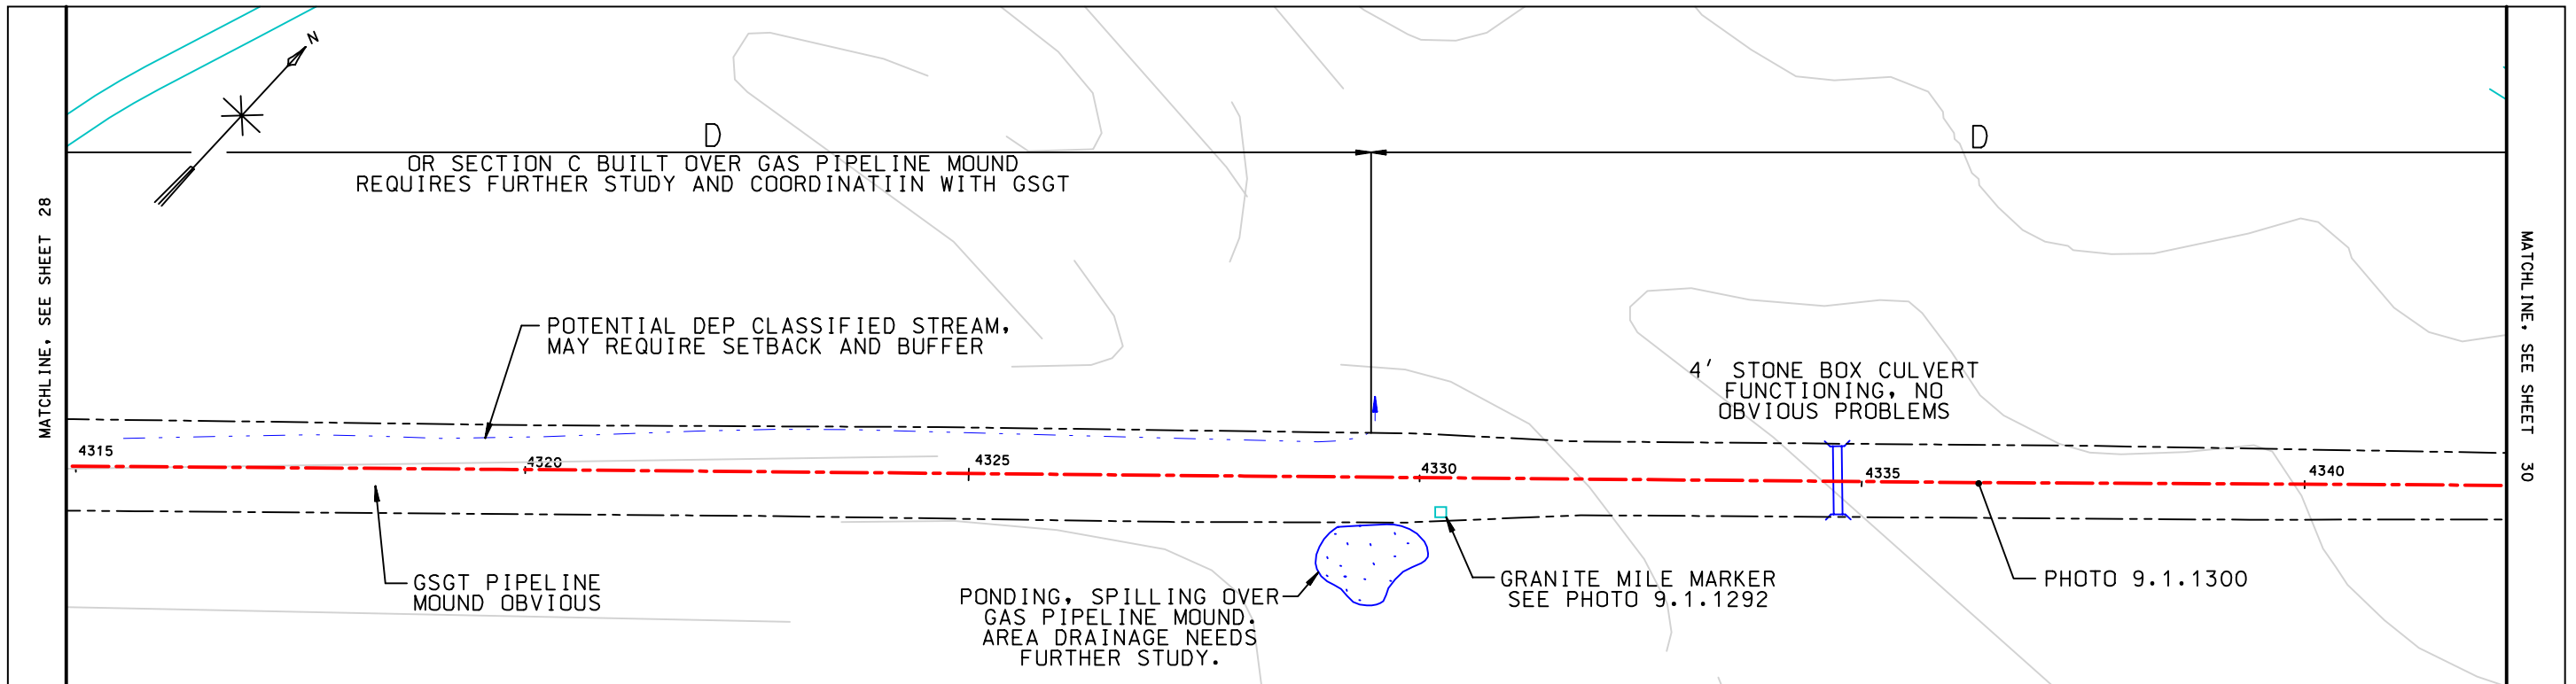 N
D
D
OR SECTION C BUILT OVER GAS PIPELINE MOUND
REQUIRES FURTHER STUDY AND COORDINATIIN WITH GSGT
MATCHLINE, SEE SHEET 28
MATCHLINE, SEE SHEET 30
POTENTIAL DEP CLASSIFIED STREAM,
MAY REQUIRE SETBACK AND BUFFER
4' STONE BOX CULVERT
FUNCTIONING, NO
OBVIOUS PROBLEMS
4315
4320
4325
4330
4335
4340
GSGT PIPELINE
MOUND OBVIOUS
PONDING, SPILLING OVER
GAS PIPELINE MOUND.
AREA DRAINAGE NEEDS
FURTHER STUDY.
GRANITE MILE MARKER
SEE PHOTO 9.1.1292
PHOTO 9.1.1300